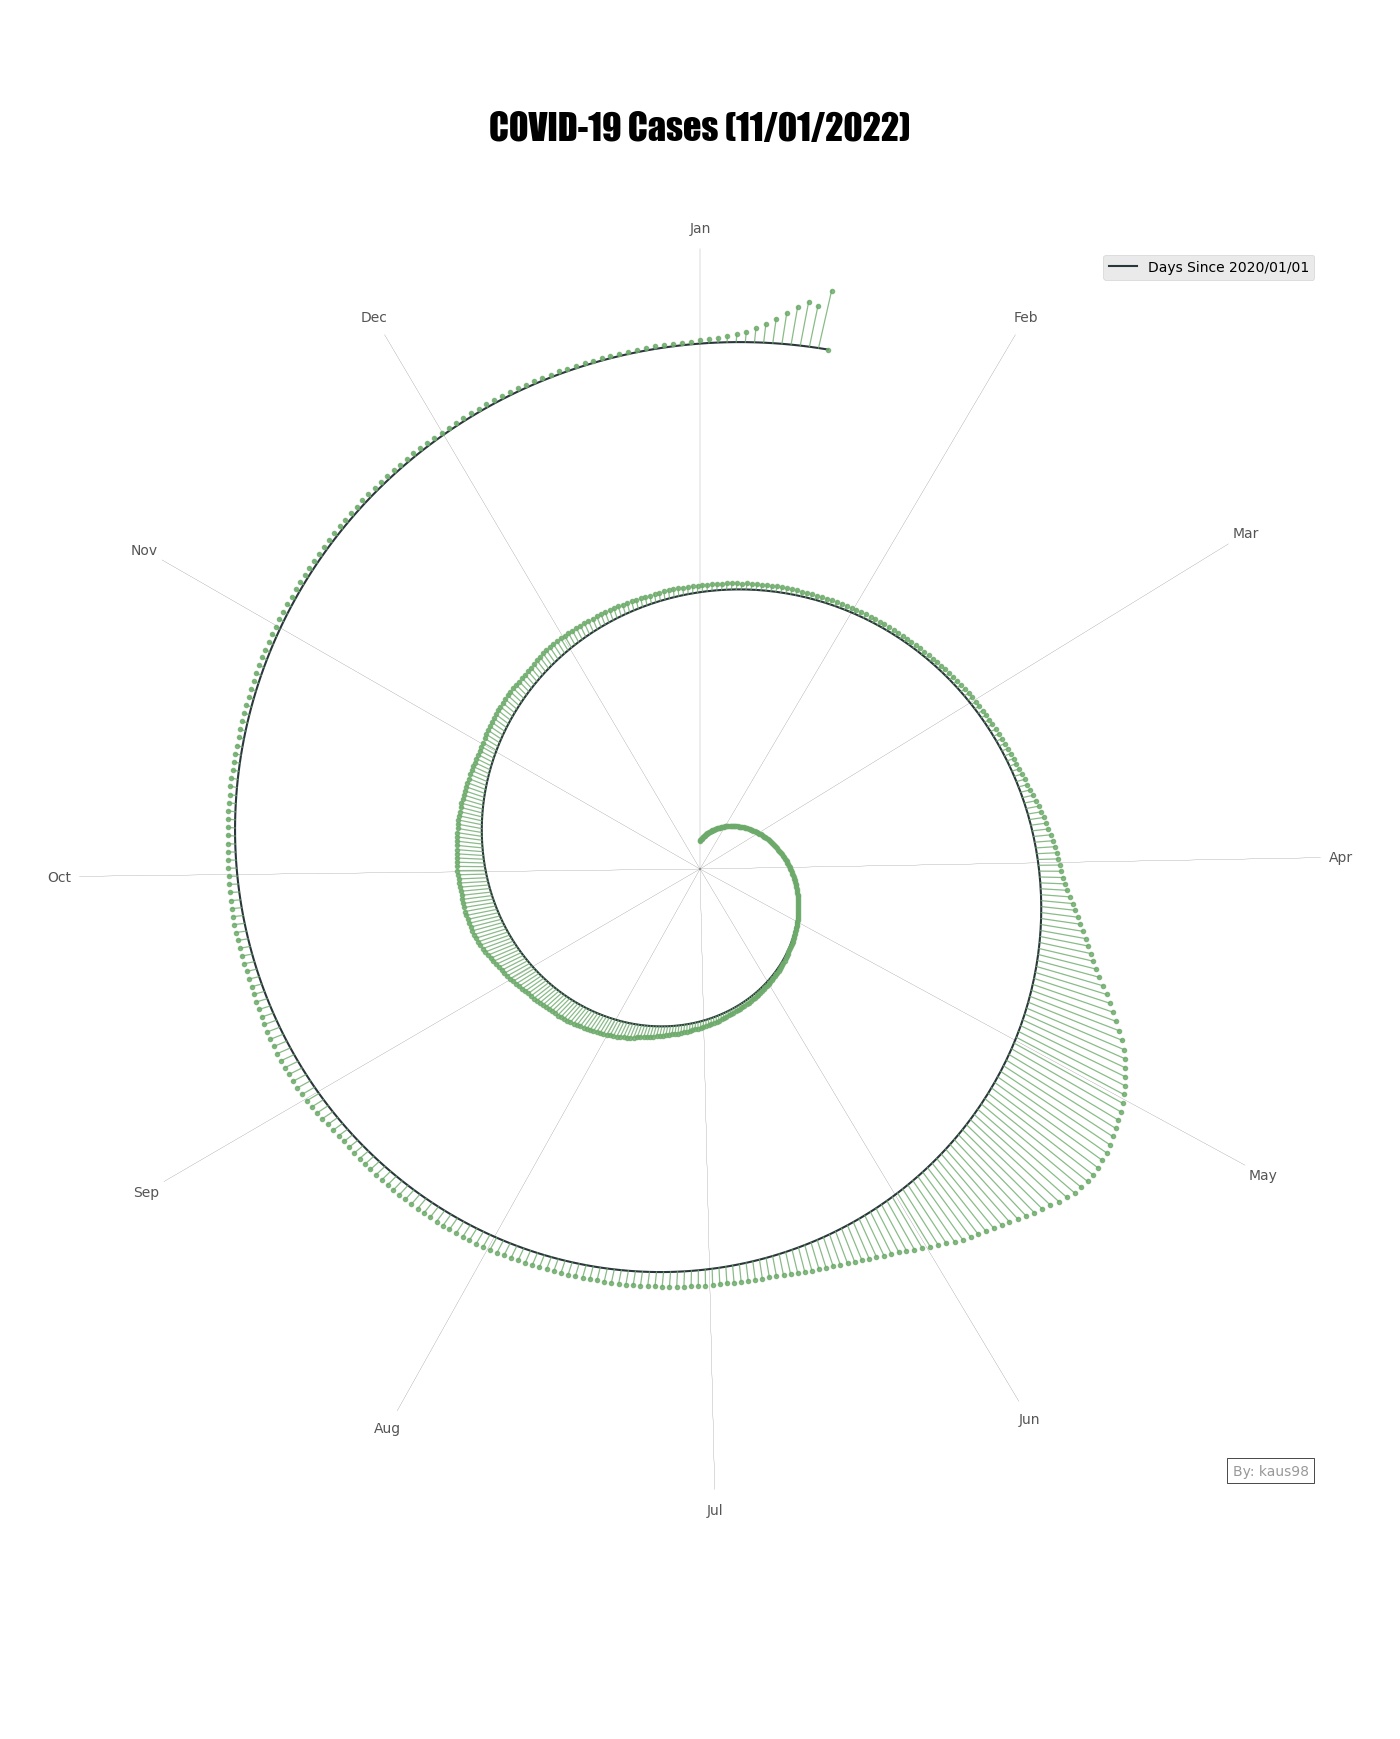 COVID-19 Cases (11/01/2022)
Jan
Days Since 2020/01/01
Dec
Feb
Nov
Mar
Apr
Oct
May
Sep
Jun
Aug
By: kaus98
Jul